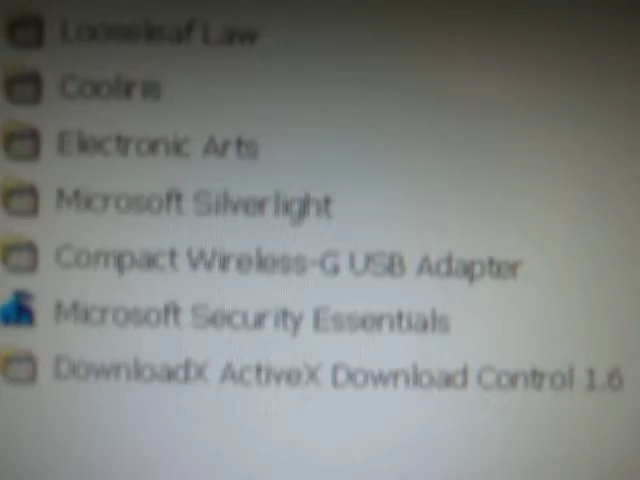 Looseleaf Law
Cooliris
Electronic Arts
Microsoft Silverlight
Compact Wireless-G USB Adapter
Microsoft Security Essentials
DownloadX ActiveX Download Control 1.6